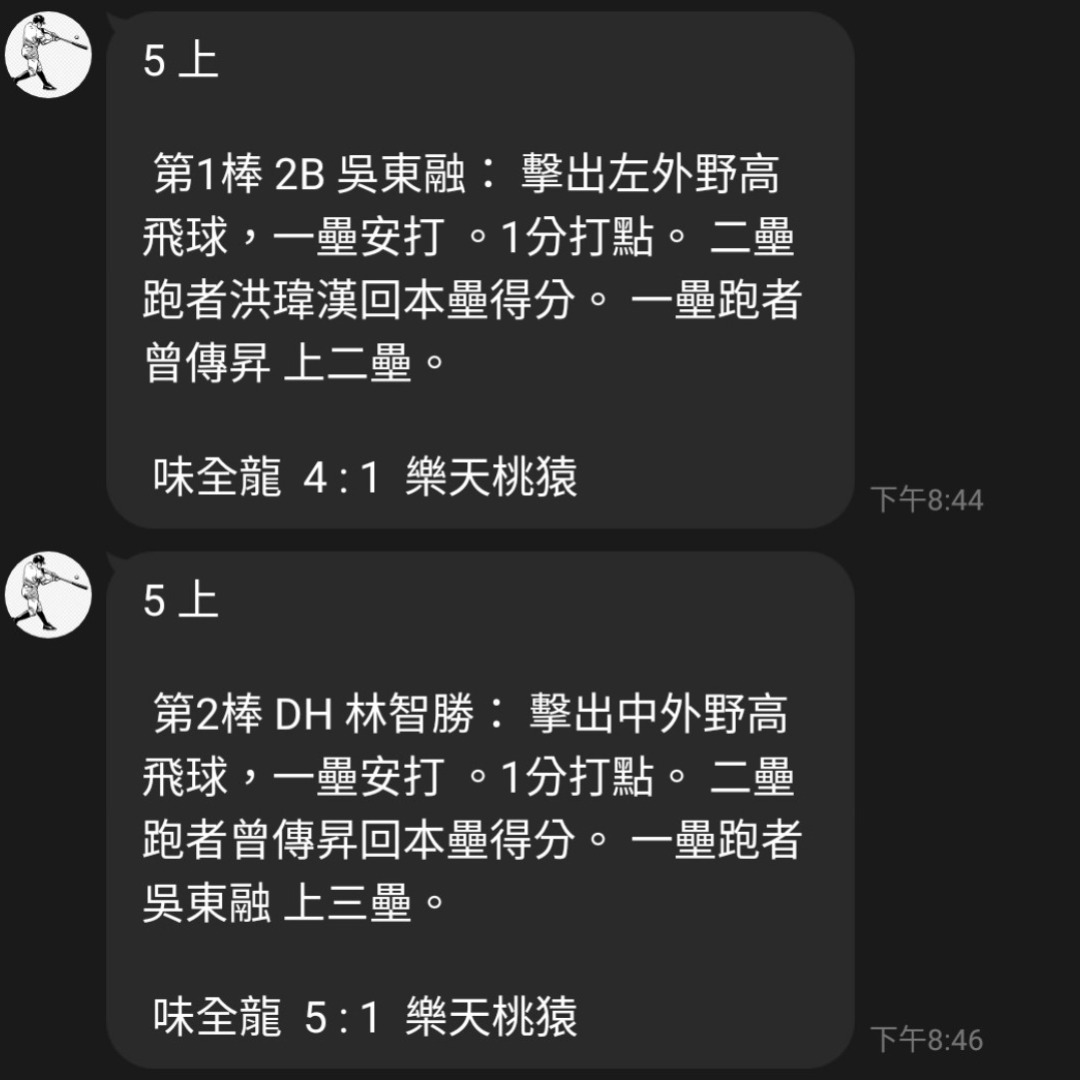 5 上
第1棒 2B 吳東融： 擊出左外野高
飛球，一壘安打 。1分打點。 二壘
跑者洪瑋漢回本壘得分。 一壘跑者
曾傳昇 上二壘。
味全龍 4 : 1 樂天桃猿
下午8:44
5 上
第2棒 DH 林智勝： 擊出中外野高
飛球，一壘安打 。1分打點。 二壘
跑者曾傳昇回本壘得分。 一壘跑者
吳東融 上三壘。
味全龍 5 : 1 樂天桃猿
下午8:46